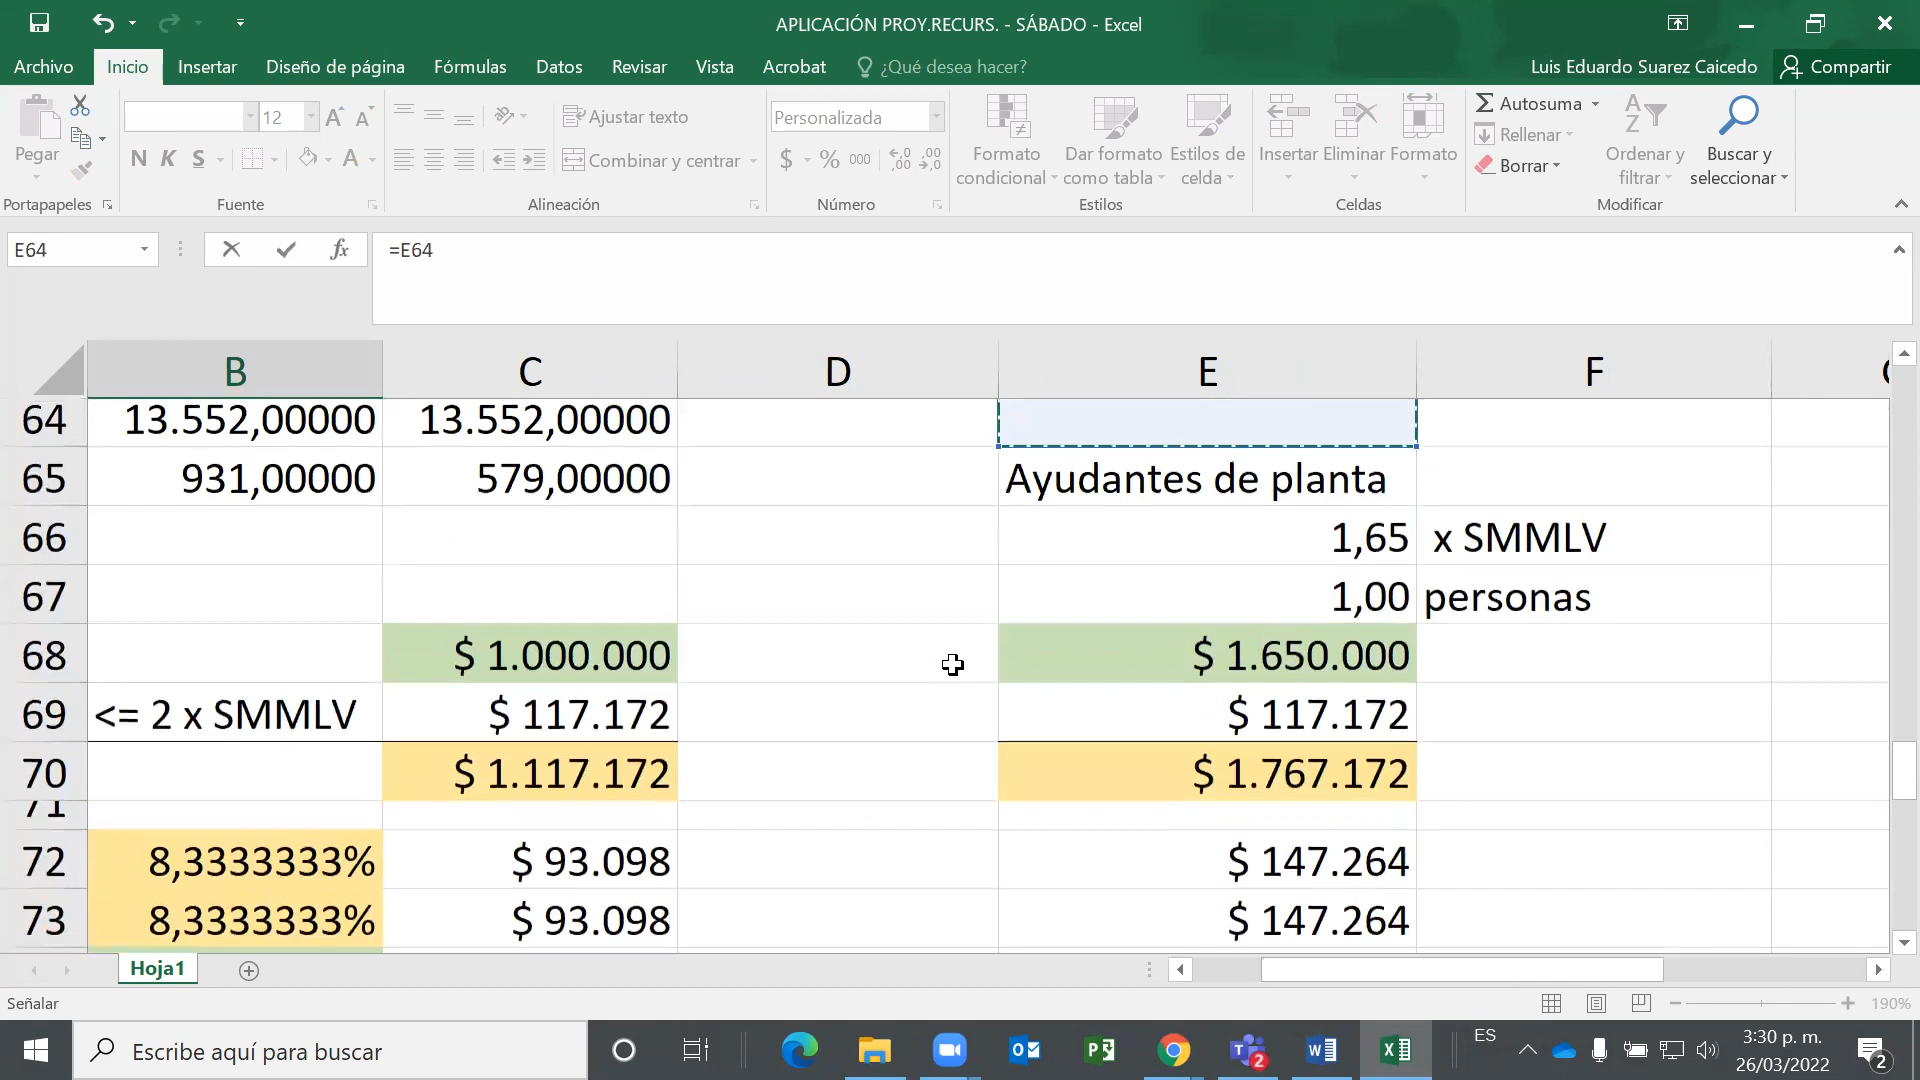 APLICACIÓN PROY.RECURS. - SÁBADO - Excel
Archivo Inicio Insertar Diseño de página Fórmulas Datos Revisar Vista Acrobat ¿Qué desea hacer? Luis Eduardo Suarez Caicedo Compartir
Pegar
12
N K S
Ajustar texto
Combinar y centrar
Personalizada
$ % 000
Formato condicional
Dar formato como tabla
Estilos de celda
Insertar Eliminar Formato
Autosuma
Rellenar
Borrar
Ordenar y filtrar
Buscar y seleccionar
Portapapeles Fuente Alineación Número Estilos Celdas Modificar
E64 fx =E64
B C D E F
64 13.552,00000 13.552,00000
65 931,00000 579,00000 Ayudantes de planta
66 1,65 x SMMLV
67 1,00 personas
68 $ 1.000.000 $ 1.650.000
69 <= 2 x SMMLV $ 117.172 $ 117.172
70 $ 1.117.172 $ 1.767.172
71
72 8,3333333% $ 93.098 $ 147.264
73 8,3333333% $ 93.098 $ 147.264
Hoja1
Señalar 190%
Escribe aquí para buscar
ES
3:30 p. m.
26/03/2022
2
2